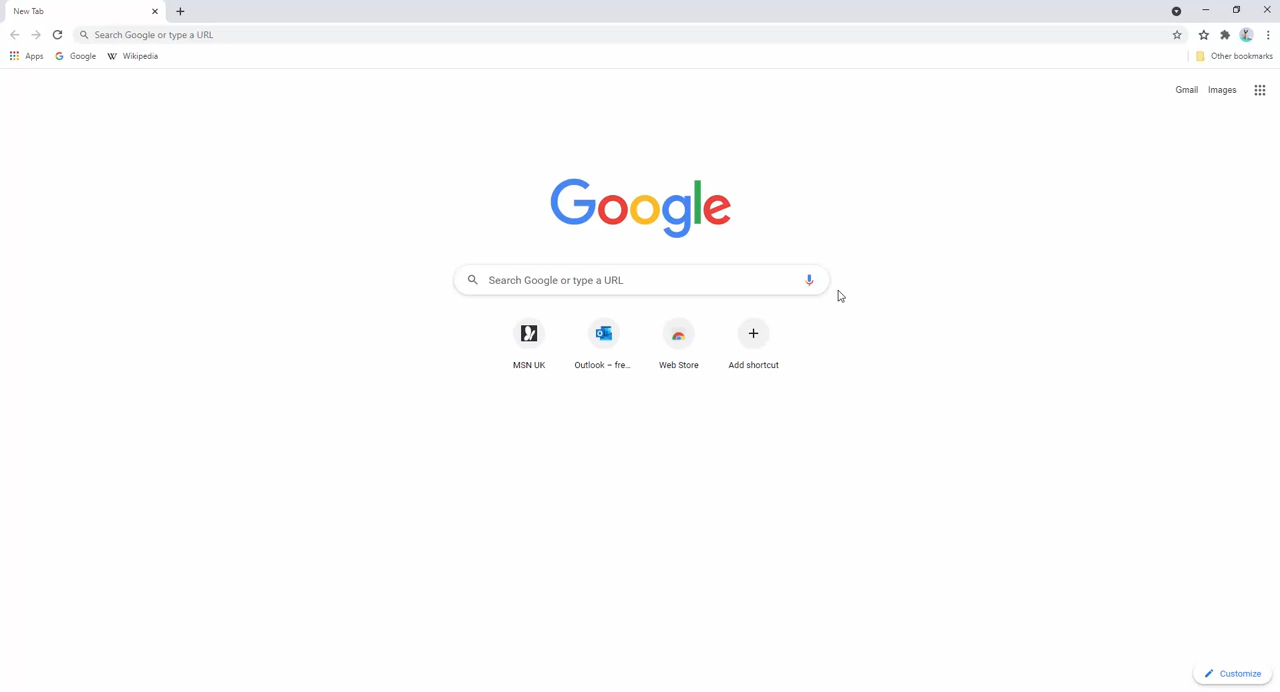 New Tab
Search Google or type a URL
Apps Google Wikipedia Other bookmarks
Gmail Images
Google
Search Google or type a URL
MSN UK Outlook – fre... Web Store Add shortcut
Customize